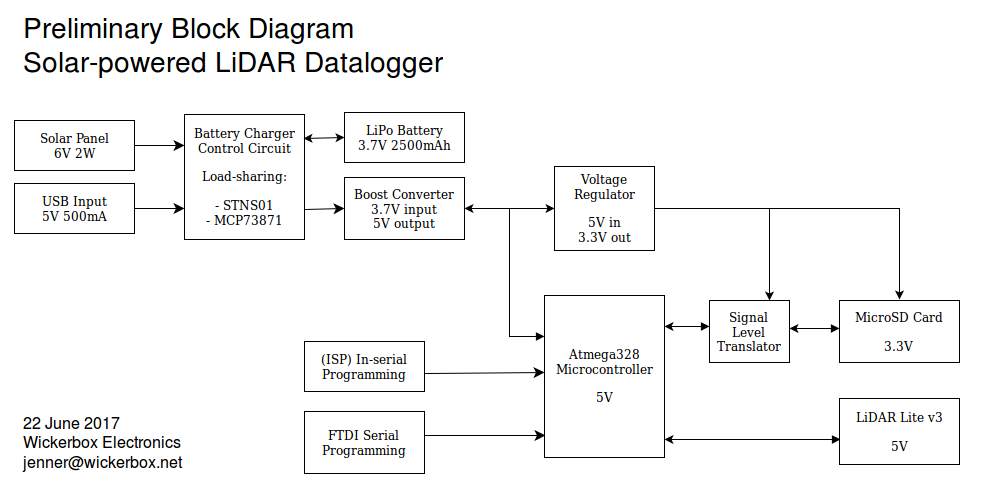 Preliminary Block Diagram
Solar-powered LiDAR Datalogger
Solar Panel
6V 2W
USB Input
5V 500mA
Battery Charger
Control Circuit
Load-sharing:
- STNS01
- MCP73871
LiPo Battery
3.7V 2500mAh
Boost Converter
3.7V input
5V output
Voltage
Regulator
5V in
3.3V out
Signal
Level
Translator
MicroSD Card
3.3V
Atmega328
Microcontroller
5V
(ISP) In-serial
Programming
FTDI Serial
Programming
LiDAR Lite v3
5V
22 June 2017
Wickerbox Electronics
jenner@wickerbox.net